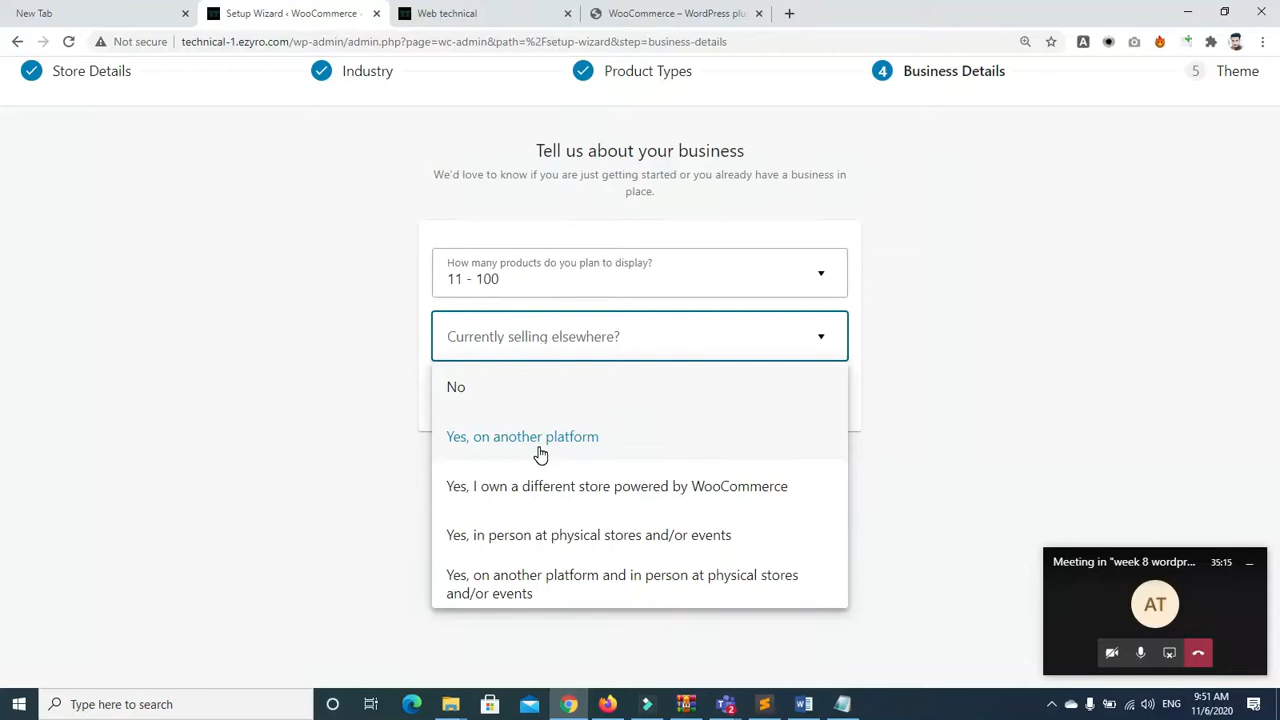 New Tab
Setup Wizard ‹ WooCommerce
Web technical
WooCommerce – WordPress plu
Not secure
technical-1.ezyro.com/wp-admin/admin.php?page=wc-admin&path=%2Fsetup-wizard&step=business-details
Store Details
Industry
Product Types
4 Business Details
5 Theme
Tell us about your business
We'd love to know if you are just getting started or you already have a business in
place.
How many products do you plan to display?
11 - 100
Currently selling elsewhere?
No
Yes, on another platform
Yes, I own a different store powered by WooCommerce
Yes, in person at physical stores and/or events
Yes, on another platform and in person at physical stores
and/or events
Meeting in "week 8 wordpr... 35:15
AT
Type here to search
ENG
9:51 AM
11/6/2020